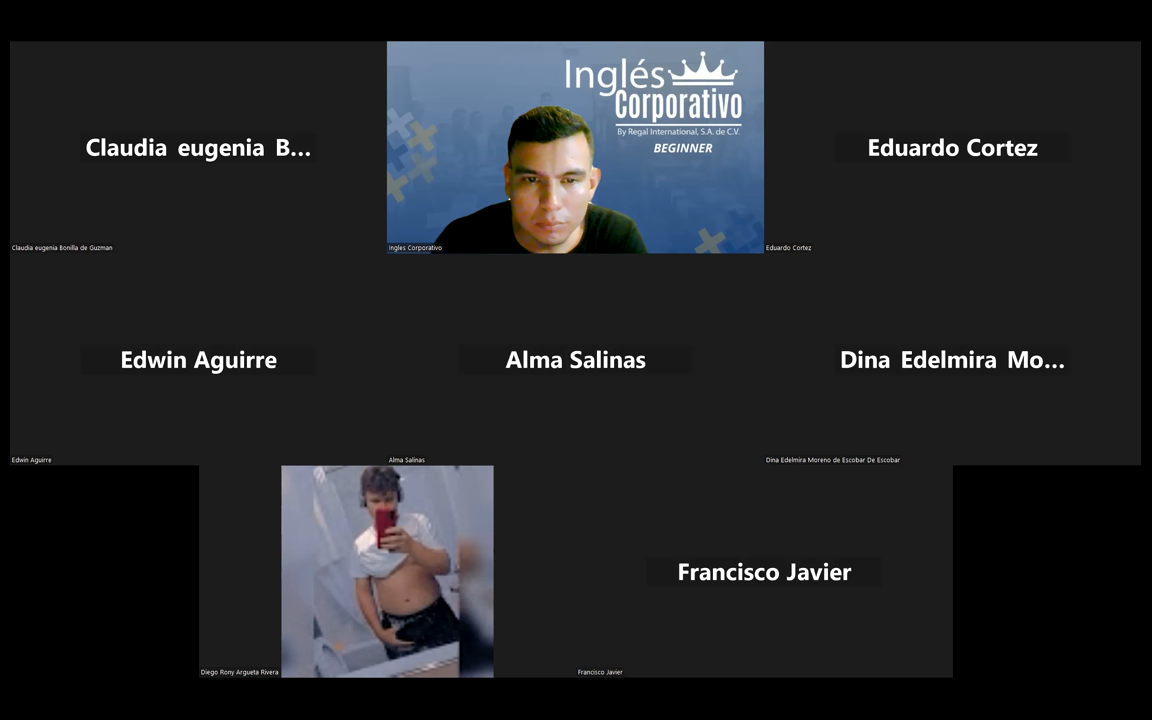 Claudia eugenia B...
Claudia eugenia Bonilla de Guzman
Inglés
Corporativo
By Regal International, S.A. de C.V.
BEGINNER
Ingles Corporativo
Eduardo Cortez
Eduardo Cortez
Edwin Aguirre
Edwin Aguirre
Alma Salinas
Alma Salinas
Dina Edelmira Mo...
Dina Edelmira Moreno de Escobar De Escobar
Diego Rony Argueta Rivera
Francisco Javier
Francisco Javier